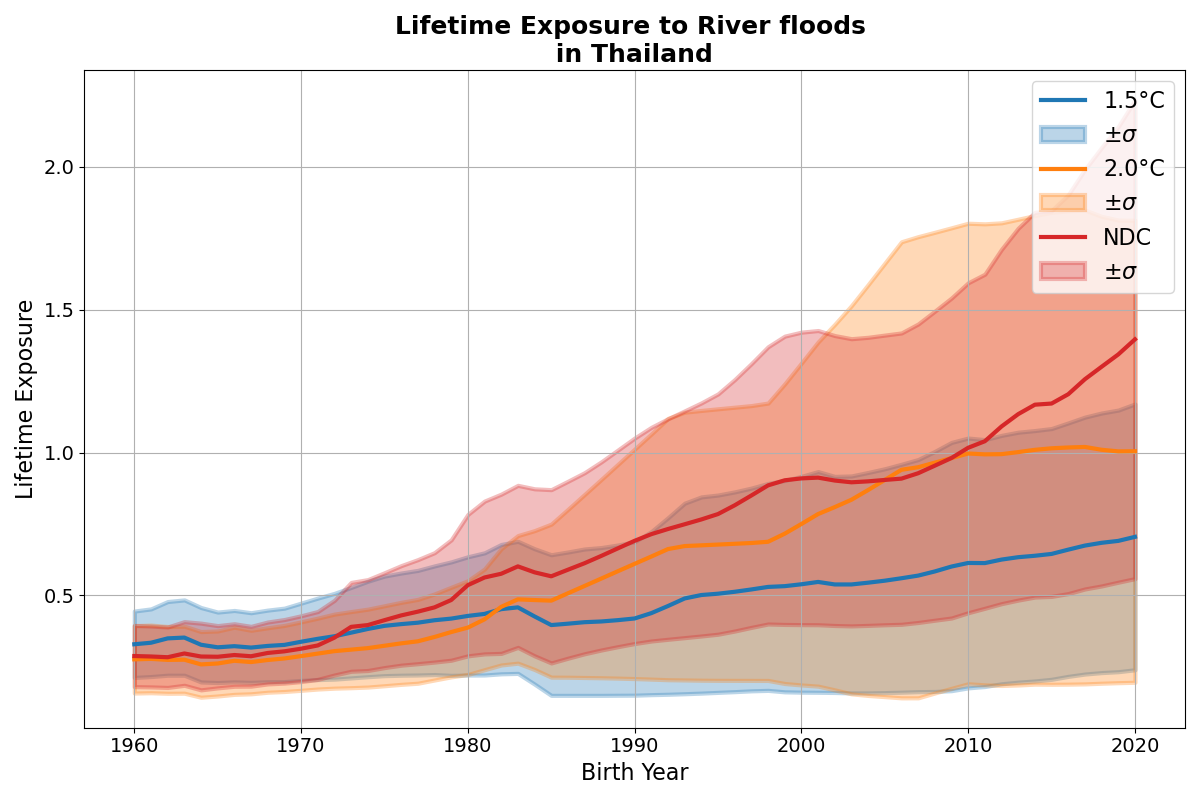 Lifetime Exposure to River floods
in Thailand
Lifetime Exposure
2.0
1.5
1.0
0.5
1960 1970 1980 1990 2000 2010 2020
Birth Year
1.5°C
±σ
2.0°C
±σ
NDC
±σ